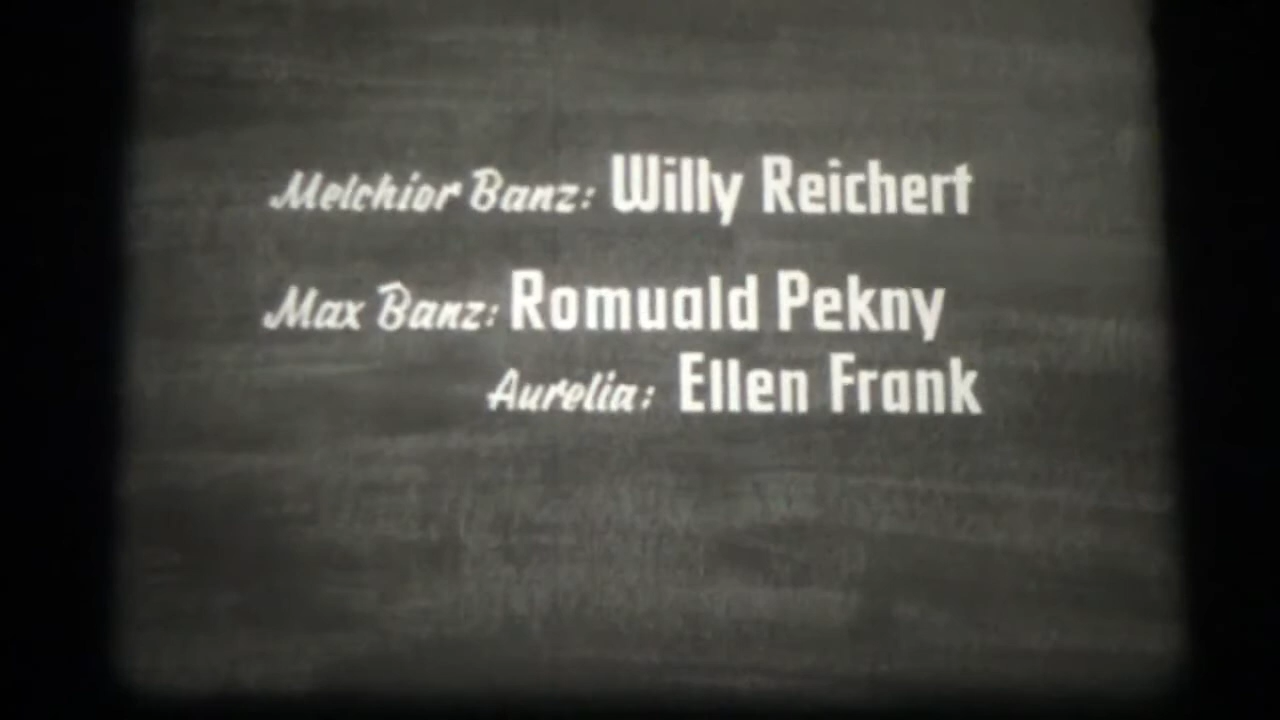 Melchior Banz: Willy Reichert
Max Banz: Romuald Pekny
Aurelia: Ellen Frank